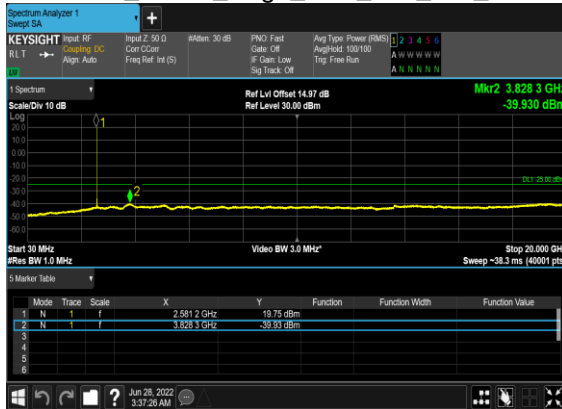 Spectrum Analyzer 1
Swept SA
+
KEYSIGHT Input: RF Input Z: 50 Ω #Atten: 30 dB PNO: Fast Avg Type: Power (RMS) 1 2 3 4 5 6
RLT Coupling: DC Corr CCorr Gate: Off Avg|Hold: 100/100 A W W W W W
Align: Auto Freq Ref: Int (S) IF Gain: Low Trig: Free Run
LU Sig Track: Off A N N N N N
1 Spectrum Ref Lvl Offset 14.97 dB Mkr2 3.828 3 GHz
Scale/Div 10 dB Ref Level 30.00 dBm -39.930 dBm
Log
20.0
10.0
0.00
-10.0
-20.0
-30.0
-40.0
-50.0
-60.0
1
2
DL1 -25.00 dBm
Start 30 MHz Video BW 3.0 MHz* Stop 20.000 GHz
#Res BW 1.0 MHz Sweep ~38.3 ms (40001 pts)
5 Marker Table
Mode Trace Scale X Y Function Function Width Function Value
1 N 1 f 2.581 2 GHz 19.75 dBm
2 N 1 f 3.828 3 GHz -39.93 dBm
3
4
5
6
? Jun 28, 2022
3:37:26 AM